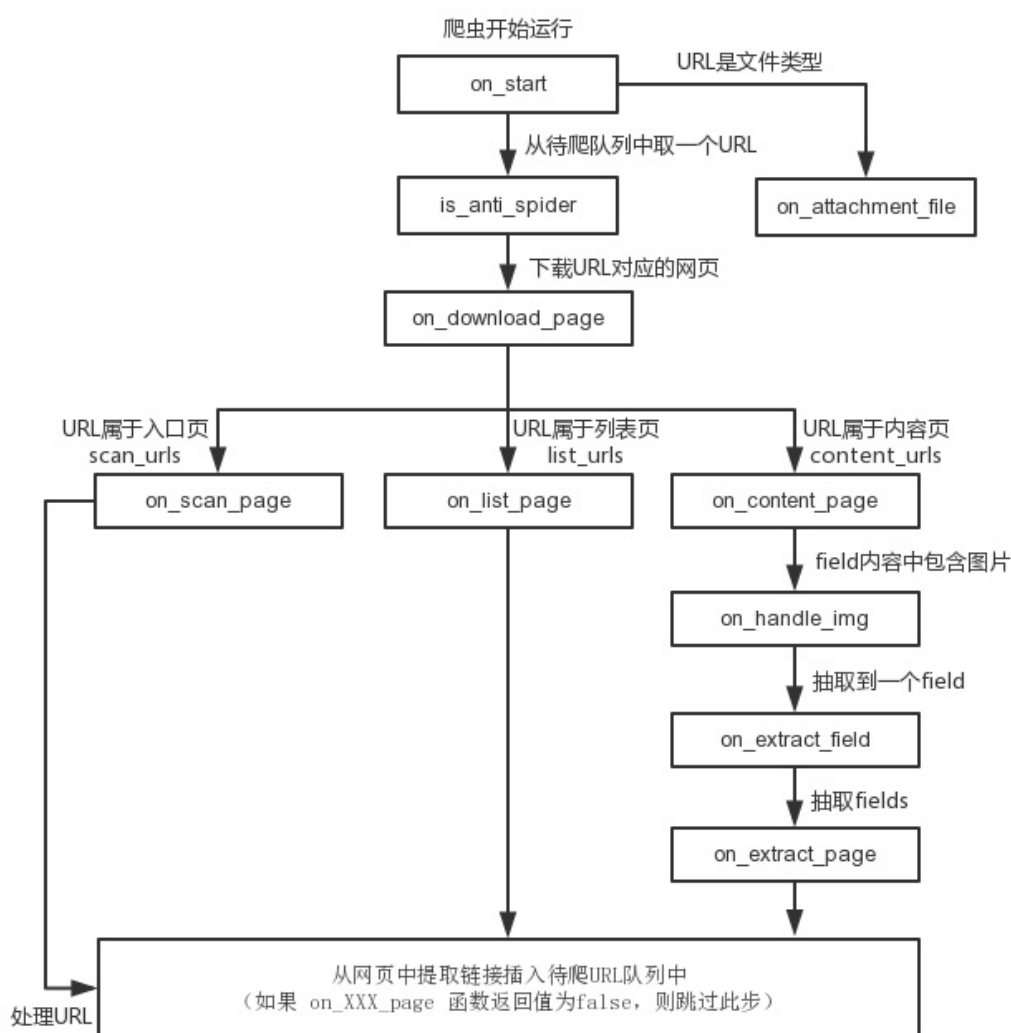 爬虫开始运行
URL是文件类型
on_start
从待爬队列中取一个URL
is_anti_spider
on_attachment_file
下载URL对应的网页
on_download_page
URL属于入口页
scan_urls
URL属于列表页
list_urls
URL属于内容页
content_urls
on_scan_page
on_list_page
on_content_page
field内容中包含图片
on_handle_img
抽取到一个field
on_extract_field
抽取fields
on_extract_page
从网页中提取链接插入待爬URL队列中
（如果 on_XXX_page 函数返回值为false，则跳过此步）
处理URL